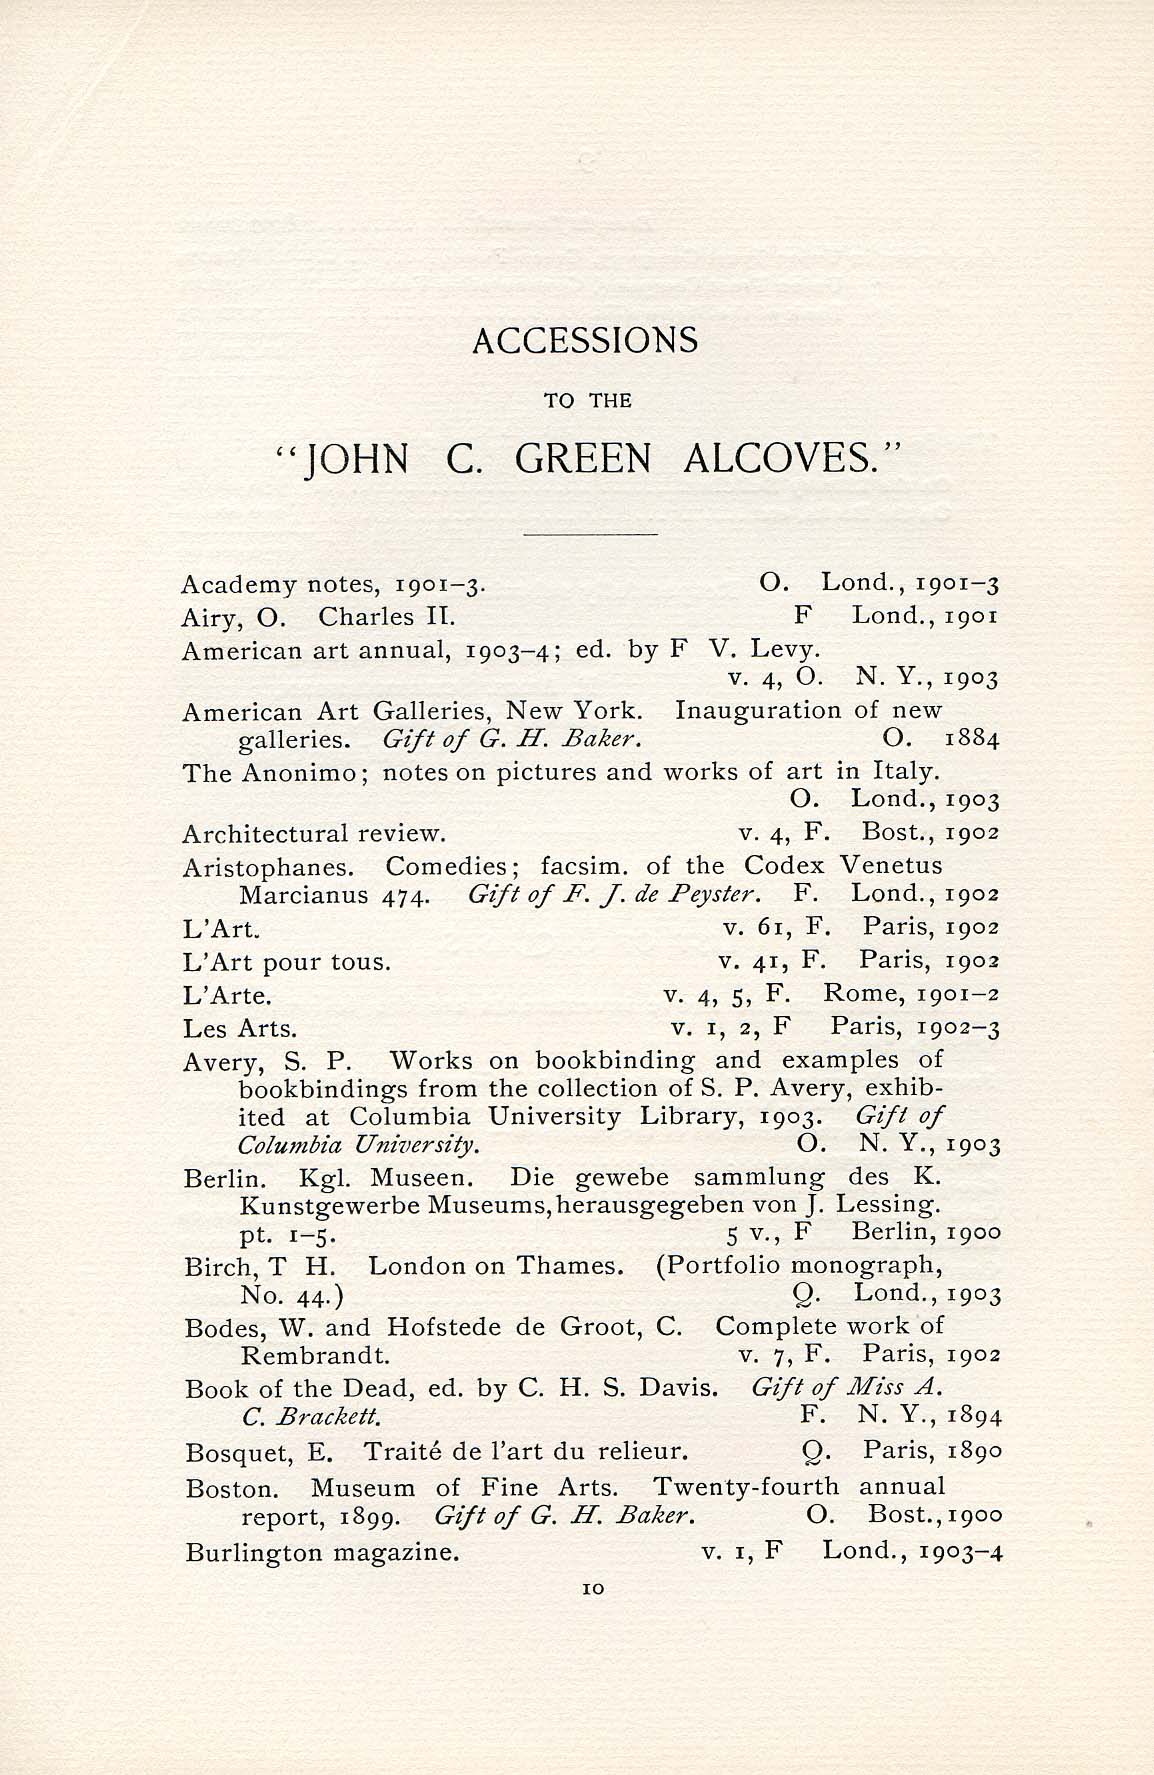 ACCESSIONS
TO THE
"JOHN C. GREEN ALCOVES."
Academy notes, 1901–3. O. Lond., 1901–3
Airy, O. Charles II. F Lond., 1901
American art annual, 1903–4; ed. by F V. Levy.
v. 4, O. N. Y., 1903
American Art Galleries, New York. Inauguration of new
galleries. Gift of G. H. Baker. O. 1884
The Anonimo; notes on pictures and works of art in Italy.
O. Lond., 1903
Architectural review. v. 4, F. Bost., 1902
Aristophanes. Comedies; facsim. of the Codex Venetus
Marcianus 474. Gift of F. J. de Peyster. F. Lond., 1902
L'Art. v. 61, F. Paris, 1902
L'Art pour tous. v. 41, F. Paris, 1902
L'Arte. v. 4, 5, F. Rome, 1901–2
Les Arts. v. 1, 2, F Paris, 1902–3
Avery, S. P. Works on bookbinding and examples of
bookbindings from the collection of S. P. Avery, exhib-
ited at Columbia University Library, 1903. Gift of
Columbia University. O. N. Y., 1903
Berlin. Kgl. Museen. Die gewebe sammlung des K.
Kunstgewerbe Museums, herausgegeben von J. Lessing.
pt. 1–5. 5 v., F Berlin, 1900
Birch, T H. London on Thames. (Portfolio monograph,
No. 44.) Q. Lond., 1903
Bodes, W. and Hofstede de Groot, C. Complete work of
Rembrandt. v. 7, F. Paris, 1902
Book of the Dead, ed. by C. H. S. Davis. Gift of Miss A.
C. Brackett. F. N. Y., 1894
Bosquet, E. Traité de l'art du relieur. Q. Paris, 1890
Boston. Museum of Fine Arts. Twenty-fourth annual
report, 1899. Gift of G. H. Baker. O. Bost., 1900
Burlington magazine. v. 1, F Lond., 1903–4
10